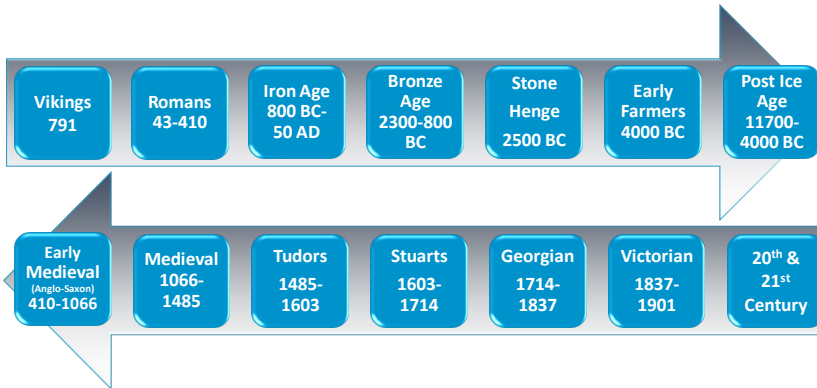 Vikings
791
Romans
43-410
Iron Age
800 BC-
50 AD
Bronze
Age
2300-800
BC
Stone
Henge
2500 BC
Early
Farmers
4000 BC
Post Ice
Age
11700-
4000 BC
Early
Medieval
(Anglo-Saxon)
410-1066
Medieval
1066-
1485
Tudors
1485-
1603
Stuarts
1603-
1714
Georgian
1714-
1837
Victorian
1837-
1901
20th &
21st
Century